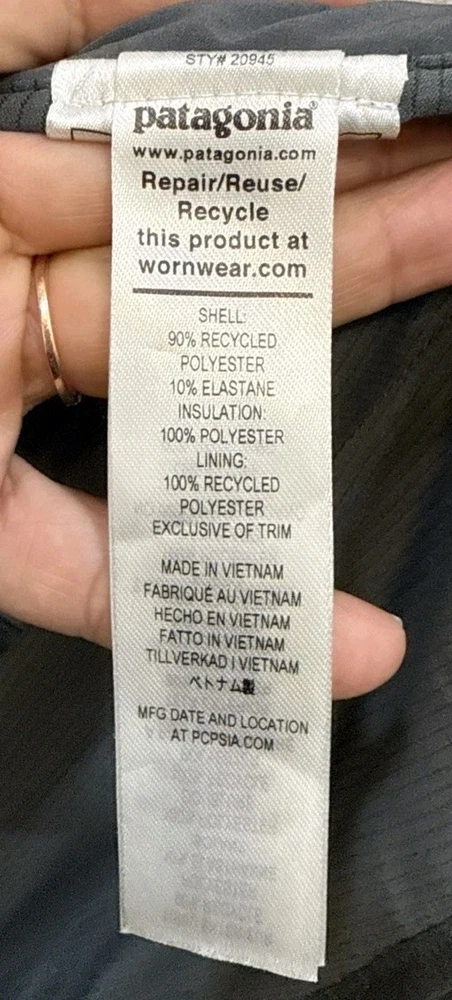 STY# 20945
patagonia®
www.patagonia.com
Repair/Reuse/
Recycle
this product at
wornwear.com
SHELL:
90% RECYCLED
POLYESTER
10% ELASTANE
INSULATION:
100% POLYESTER
LINING:
100% RECYCLED
POLYESTER
EXCLUSIVE OF TRIM
MADE IN VIETNAM
FABRIQUÉ AU VIETNAM
HECHO EN VIETNAM
FATTO IN VIETNAM
TILLVERKAD I VIETNAM
ベトナム製
MFG DATE AND LOCATION
AT PCPSIA.COM